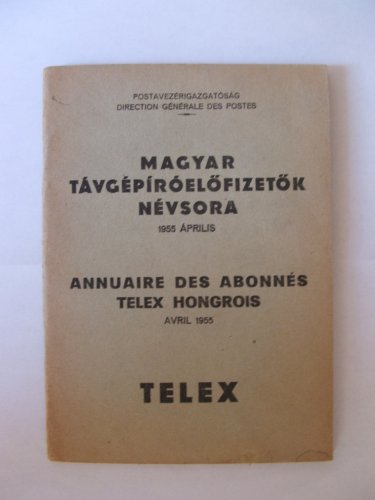 POSTAVEZÉRIGAZGATÓSÁG
DIRECTION GÉNÉRALE DES POSTES
MAGYAR
TÁVGÉPÍRÓELŐFIZETŐK
NÉVSORA
1955 ÁPRILIS
ANNUAIRE DES ABONNÉS
TELEX HONGROIS
AVRIL 1955
TELEX